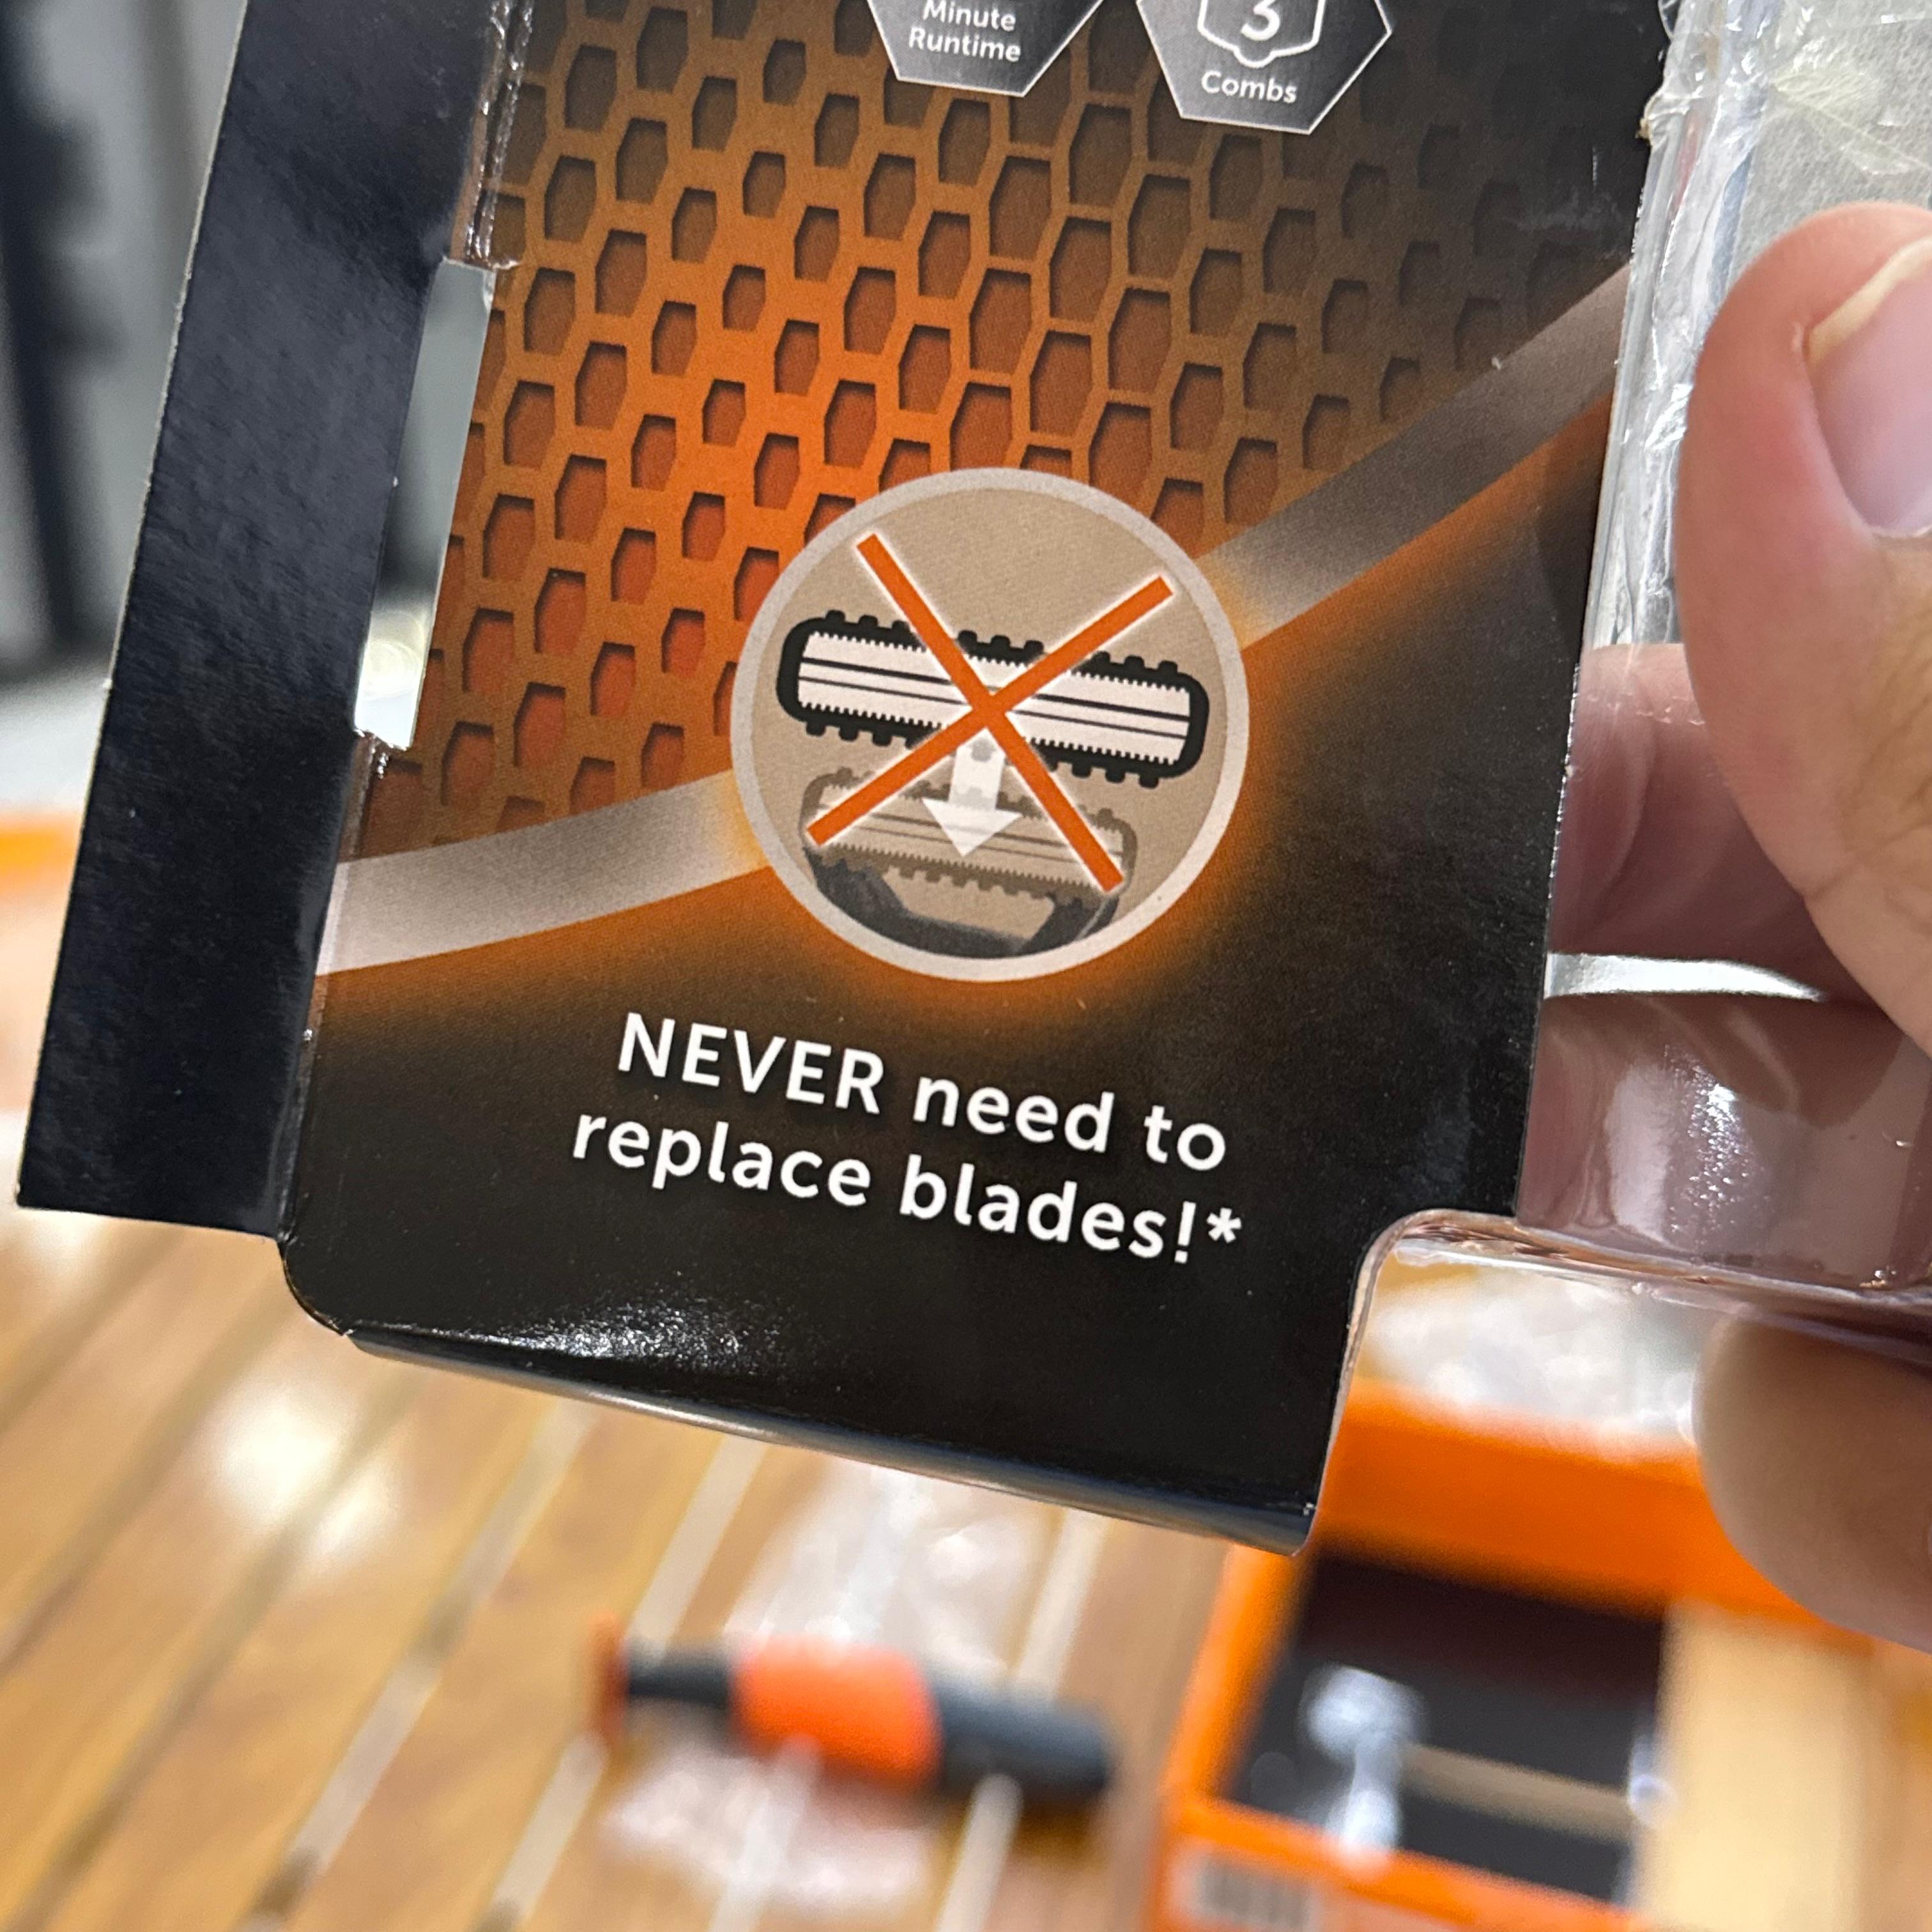 Minute
Runtime
3
Combs
NEVER need to
replace blades!*